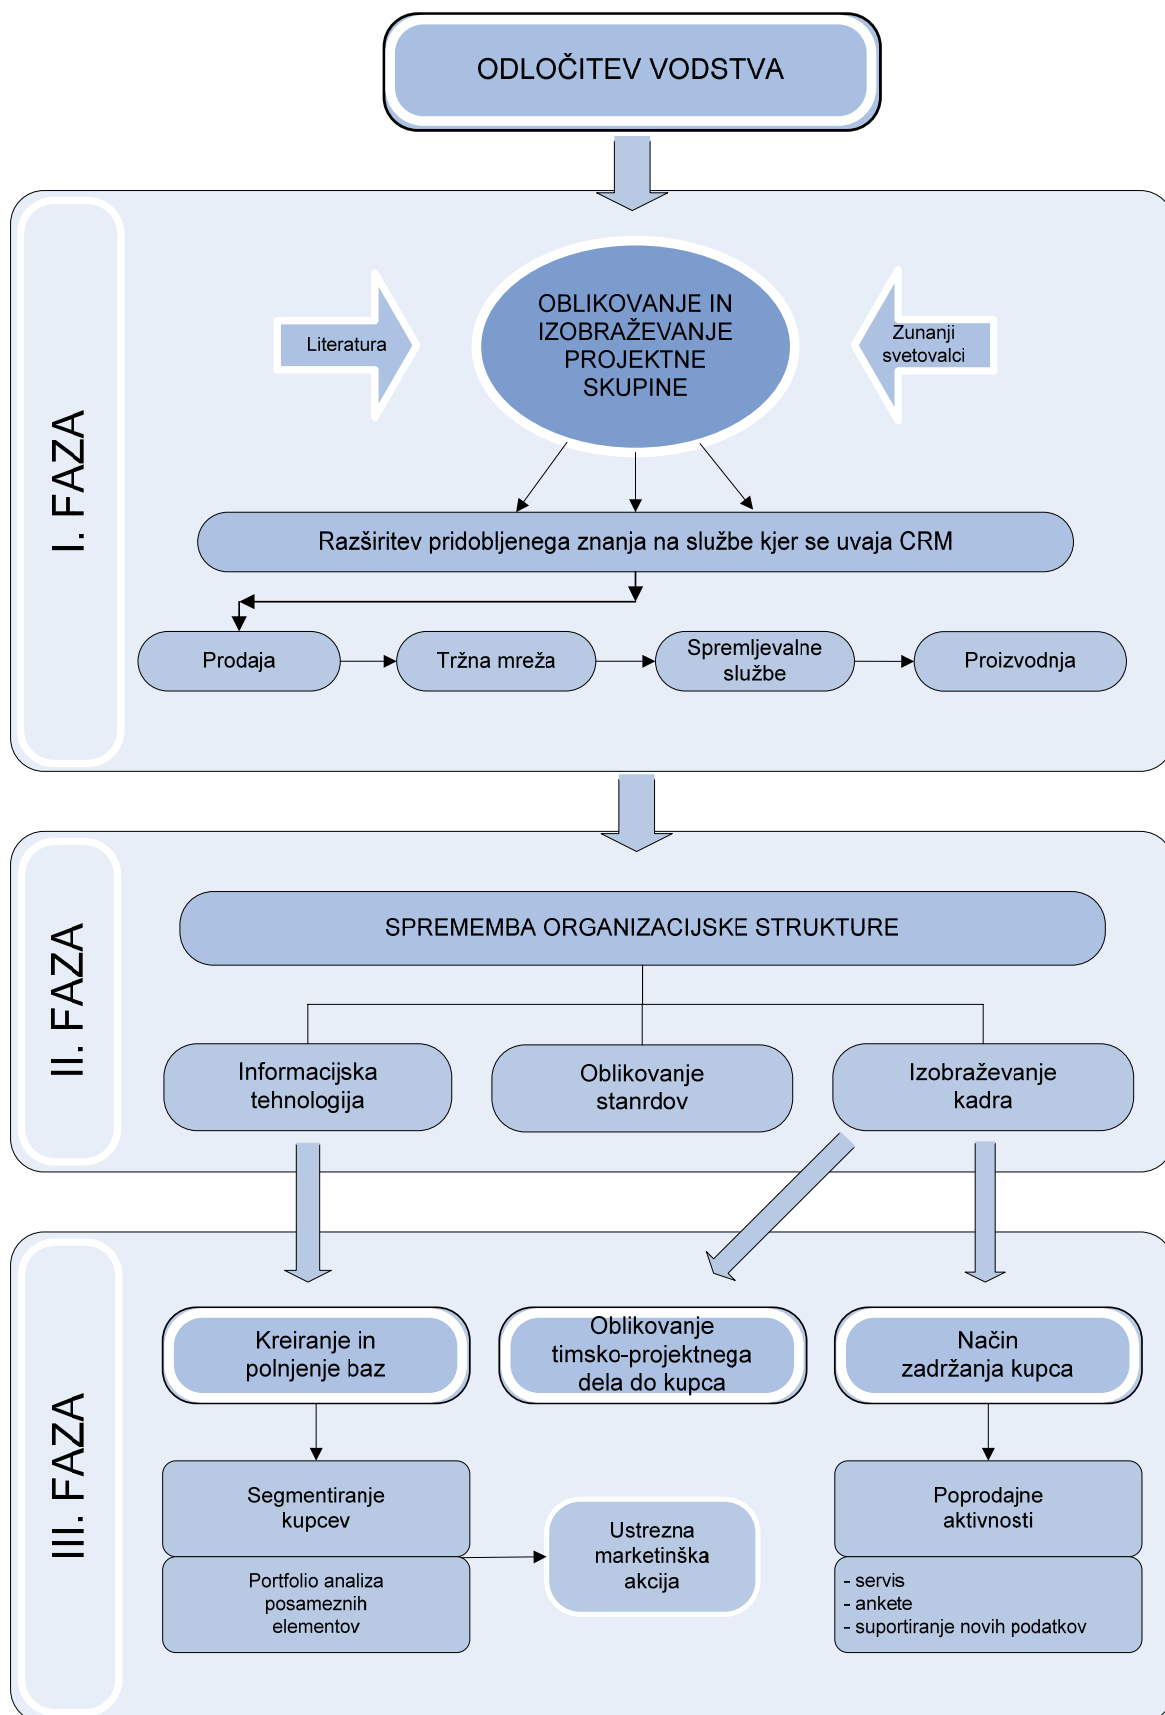 ODLOČITEV VODSTVA
I. FAZA
OBLIKOVANJE IN
IZOBRAŽEVANJE
PROJEKTNE
SKUPINE
Literatura
Zunanji
svetovalci
Razširitev pridobljenega znanja na službe kjer se uvaja CRM
Prodaja
Tržna mreža
Spremljevalne
službe
Proizvodnja
II. FAZA
SPREMEMBA ORGANIZACIJSKE STRUKTURE
Informacijska
tehnologija
Oblikovanje
stanrdov
Izobraževanje
kadra
III. FAZA
Kreiranje in
polnjenje baz
Oblikovanje
timsko-projektnega
dela do kupca
Način
zadržanja kupca
Segmentiranje
kupcev
Portfolio analiza
posameznih
elementov
Ustrezna
marketinška
akcija
Poprodajne
aktivnosti
- servis
- ankete
- suportiranje novih podatkov